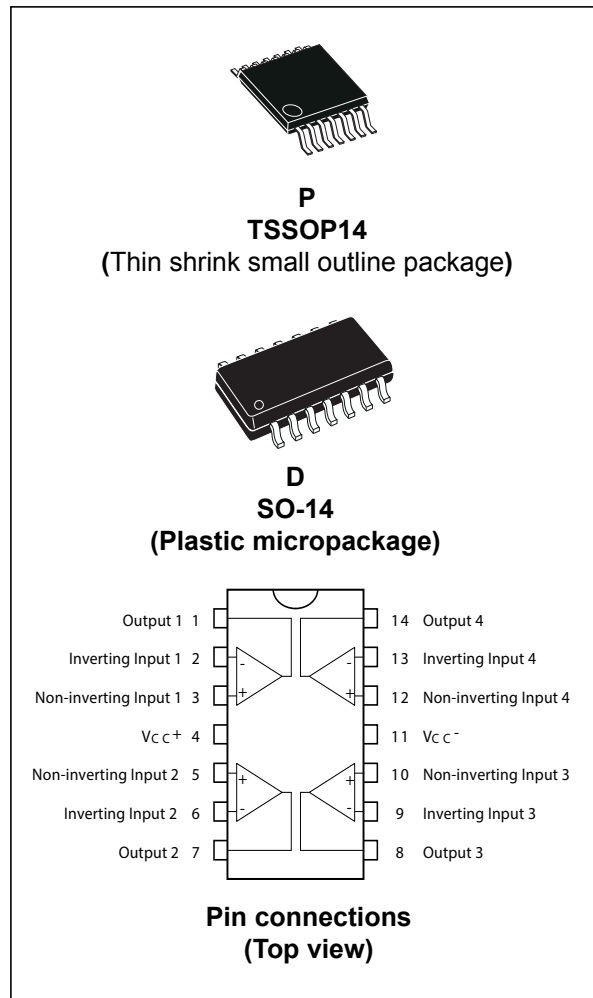 P
TSSOP14
(Thin shrink small outline package)
D
SO-14
(Plastic micropackage)
Output 1 1
14 Output 4
Inverting Input 1 2
- -
13 Inverting Input 4
Non-inverting Input 1 3
+ +
12 Non-inverting Input 4
VCC+ 4
11 VCC-
Non-inverting Input 2 5
+ +
10 Non-inverting Input 3
Inverting Input 2 6
- -
9 Inverting Input 3
Output 2 7
8 Output 3
Pin connections
(Top view)